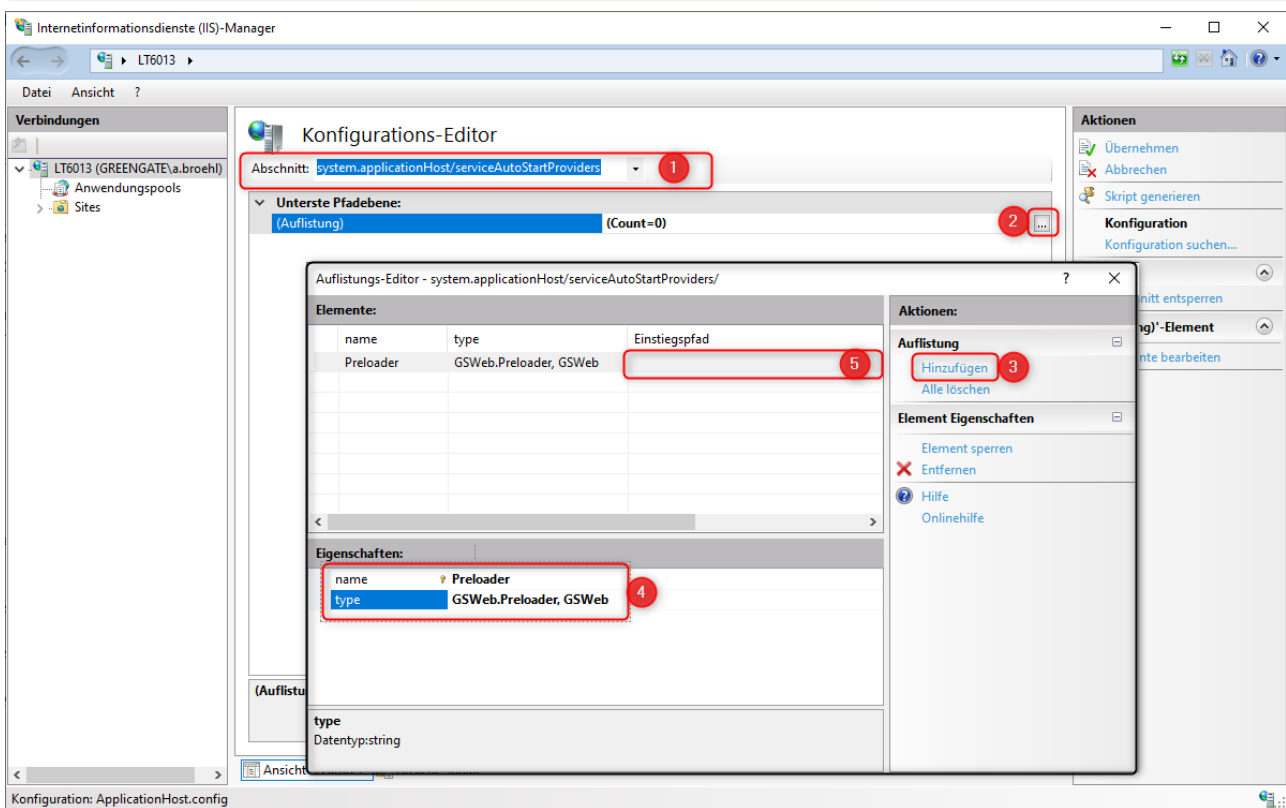 Internetinformationsdienste (IIS)-Manager
LT6013
Datei Ansicht ?
Verbindungen
LT6013 (GREENGATE\a.broehl)
Anwendungspools
Sites
Konfigurations-Editor
Abschnitt: system.applicationHost/serviceAutoStartProviders 1
Unterste Pfadebene:
(Auflistung) (Count=0) 2 ...
Aktionen
Übernehmen
Abbrechen
Skript generieren
Konfiguration
Konfiguration suchen...
entsperren
-Element
bearbeiten
Auflistungs-Editor - system.applicationHost/serviceAutoStartProviders/ ?
Elemente:
name type Einstiegspfad
Preloader GSWeb.Preloader, GSWeb 5
Aktionen:
Auflistung
Hinzufügen 3
Alle löschen
Element Eigenschaften
Element sperren
Entfernen
Hilfe
Onlinehilfe
Eigenschaften:
name Preloader
type GSWeb.Preloader, GSWeb 4
type
Datentyp:string
(Auflistu
Ansicht
Konfiguration: ApplicationHost.config